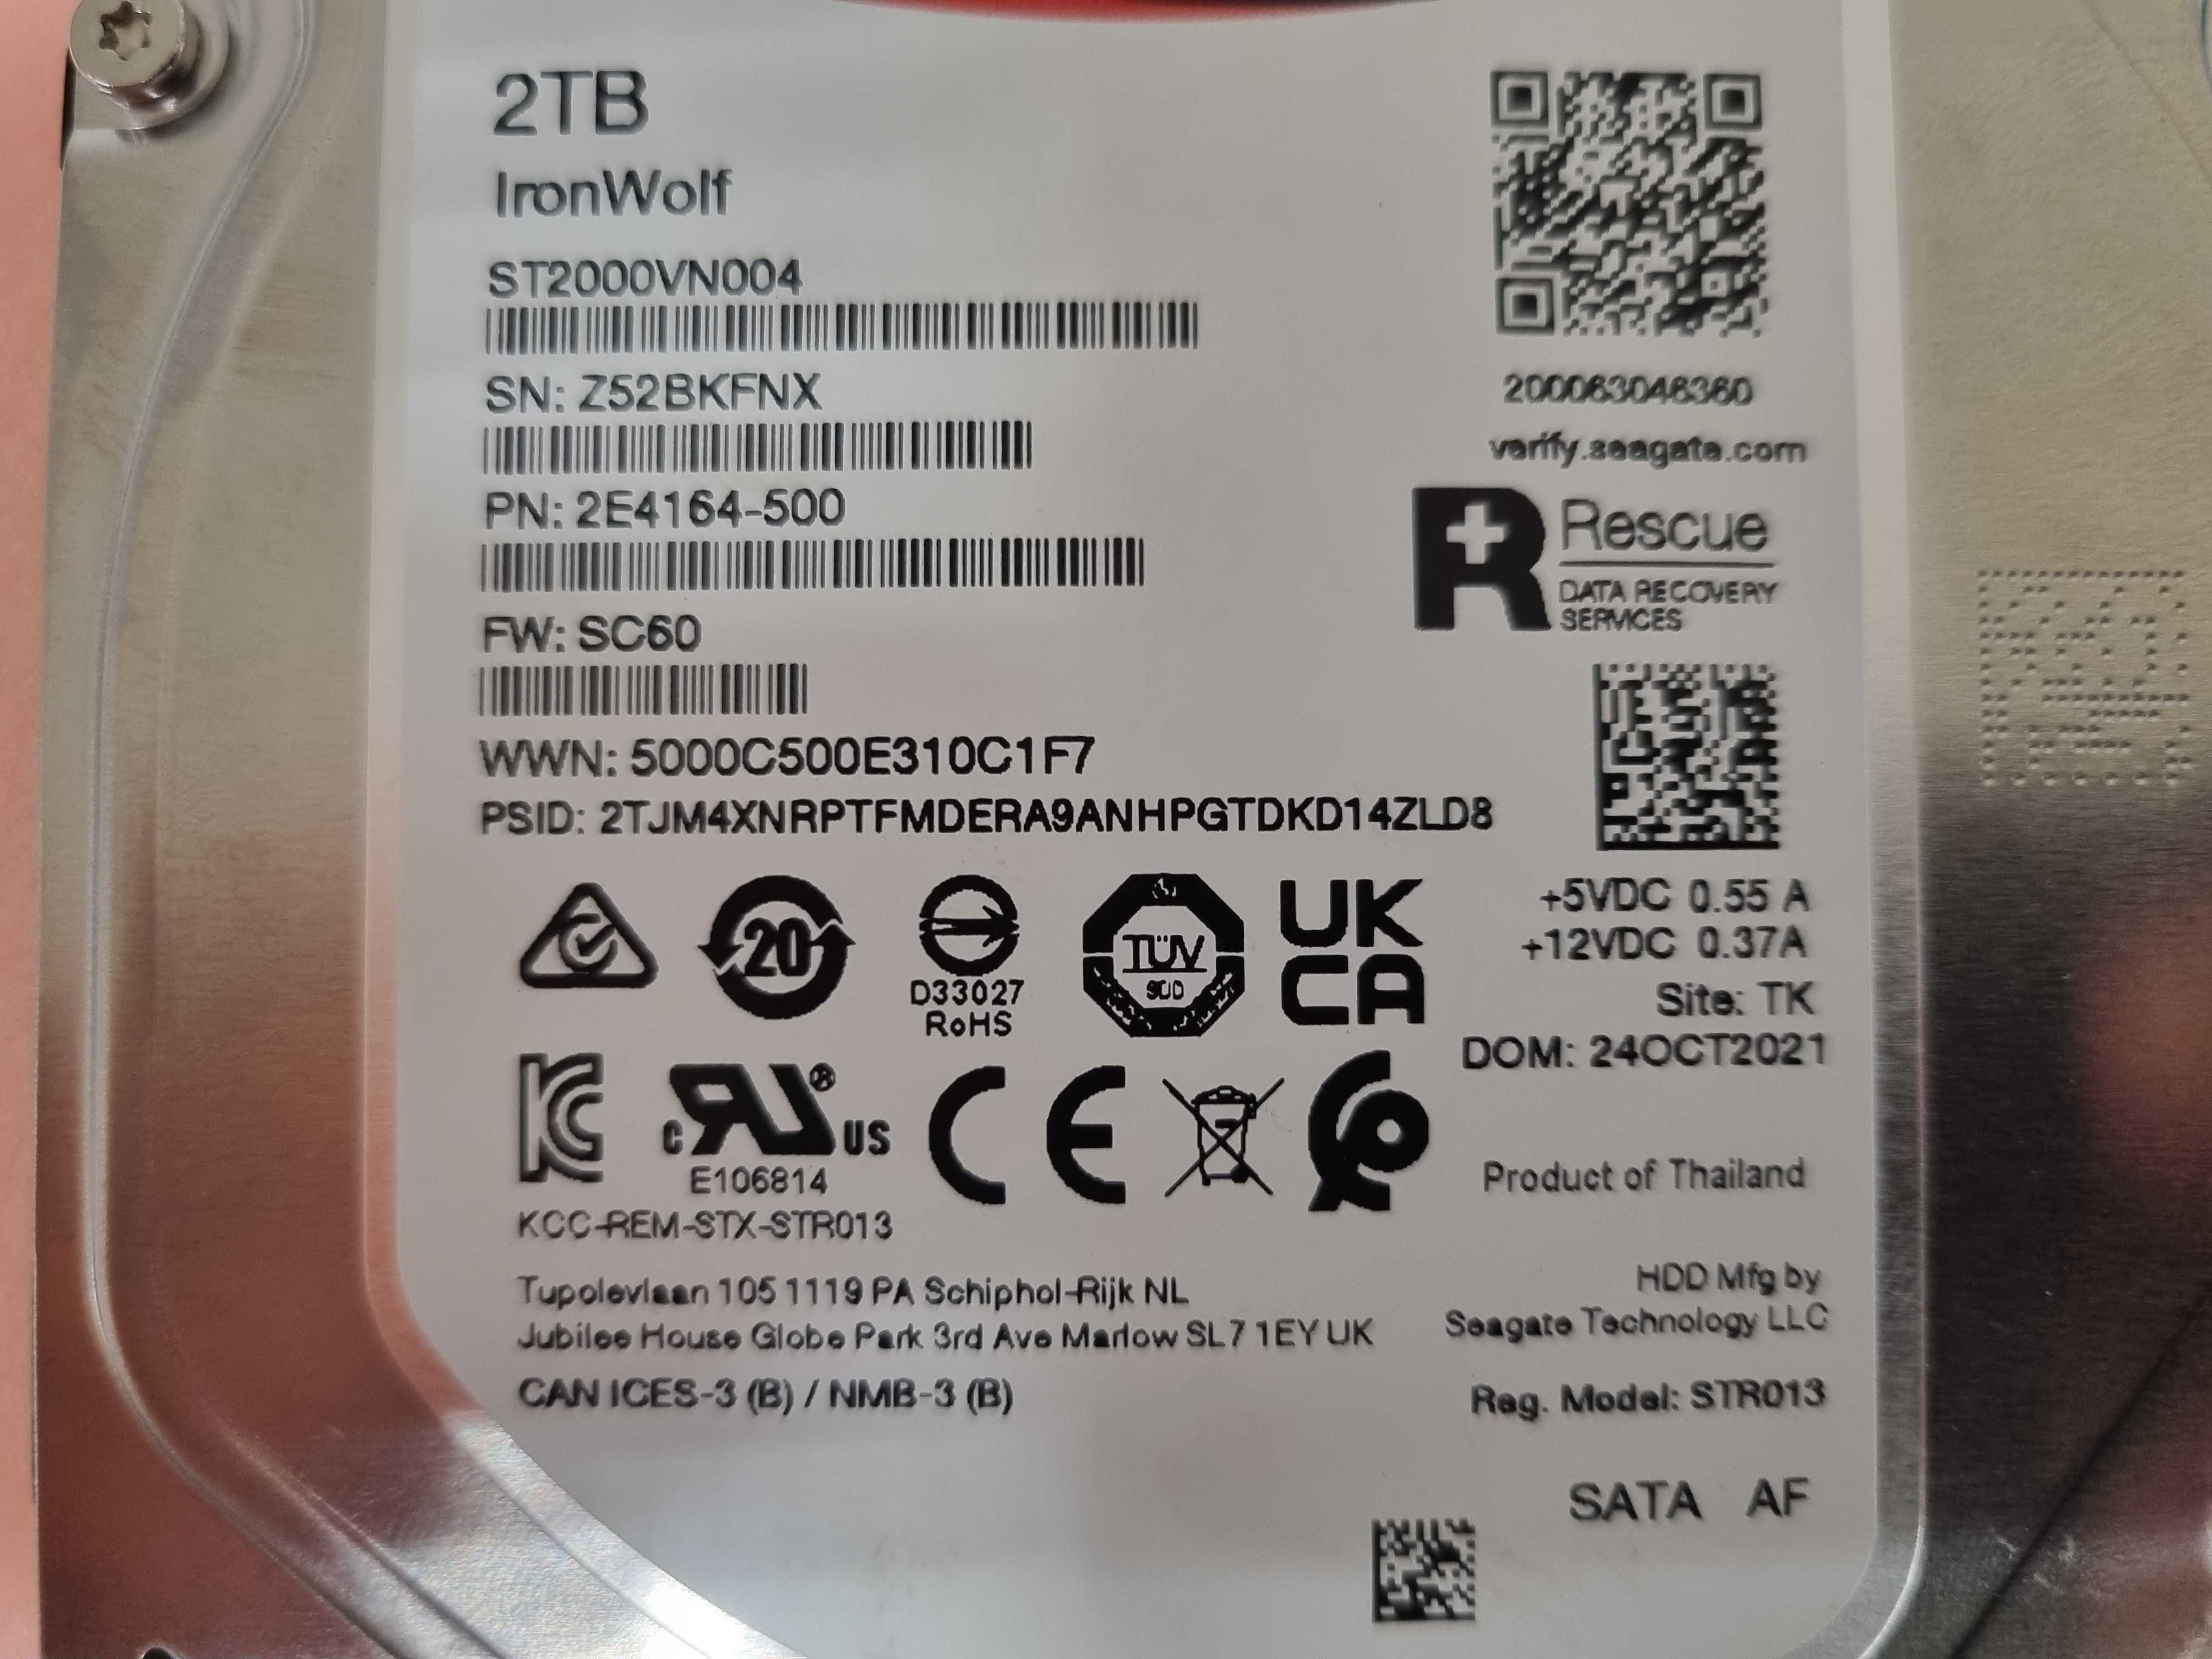 2TB
IronWolf
ST2000VN004
SN: Z52BKFNX
PN: 2E4164-500
FW: SC60
WWN: 5000C500E310C1F7
PSID: 2TJM4XNRPTFMDERA9ANHPGTDKD14ZLD8
200063046360
verify.seagate.com
R Rescue
DATA RECOVERY
SERVICES
+5VDC 0.55 A
+12VDC 0.37A
Site: TK
DOM: 24OCT2021
20
D33027
RoHS
TÜV
SÜD
UK
CA
c RU ® US
E106814
CE
KCC-REM-STX-STR013
Product of Thailand
Tupolevlaan 105 1119 PA Schiphol-Rijk NL
Jubilee House Globe Park 3rd Ave Marlow SL7 1EY UK
CAN ICES-3 (B) / NMB-3 (B)
HDD Mfg by
Seagate Technology LLC
Reg. Model: STR013
SATA AF